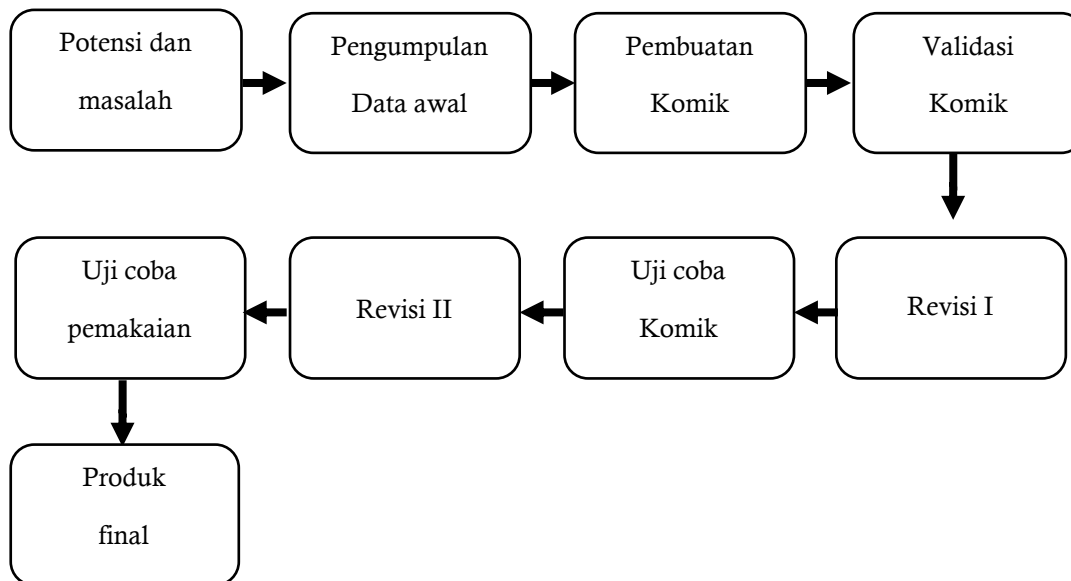 Potensi dan
masalah
Pengumpulan
Data awal
Pembuatan
Komik
Validasi
Komik
Revisi I
Uji coba
Komik
Revisi II
Uji coba
pemakaian
Produk
final